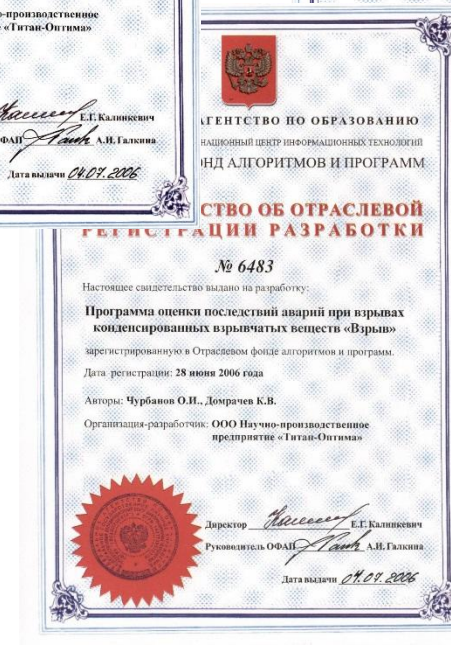 о-производственное
е «Титан-Оптима»
Е.Г. Калинкевич
ОФАП А.И. Галкина
Дата выдачи 04.07.2006
АГЕНТСТВО ПО ОБРАЗОВАНИЮ
НАЦИОННЫЙ ЦЕНТР ИНФОРМАЦИОННЫХ ТЕХНОЛОГИЙ
НД АЛГОРИТМОВ И ПРОГРАММ
СТВО ОБ ОТРАСЛЕВОЙ
РЕГИСТРАЦИИ РАЗРАБОТКИ
№ 6483
Настоящее свидетельство выдано на разработку:
Программа оценки последствий аварий при взрывах
конденсированных взрывчатых веществ «Взрыв»
зарегистрированную в Отраслевом фонде алгоритмов и программ.
Дата регистрации: 28 июня 2006 года
Авторы: Чурбанов О.И., Домрачев К.В.
Организация-разработчик: ООО Научно-производственное
предприятие «Титан-Оптима»
Директор Е.Г. Калинкевич
Руководитель ОФАП А.И. Галкина
Дата выдачи 04.07.2006